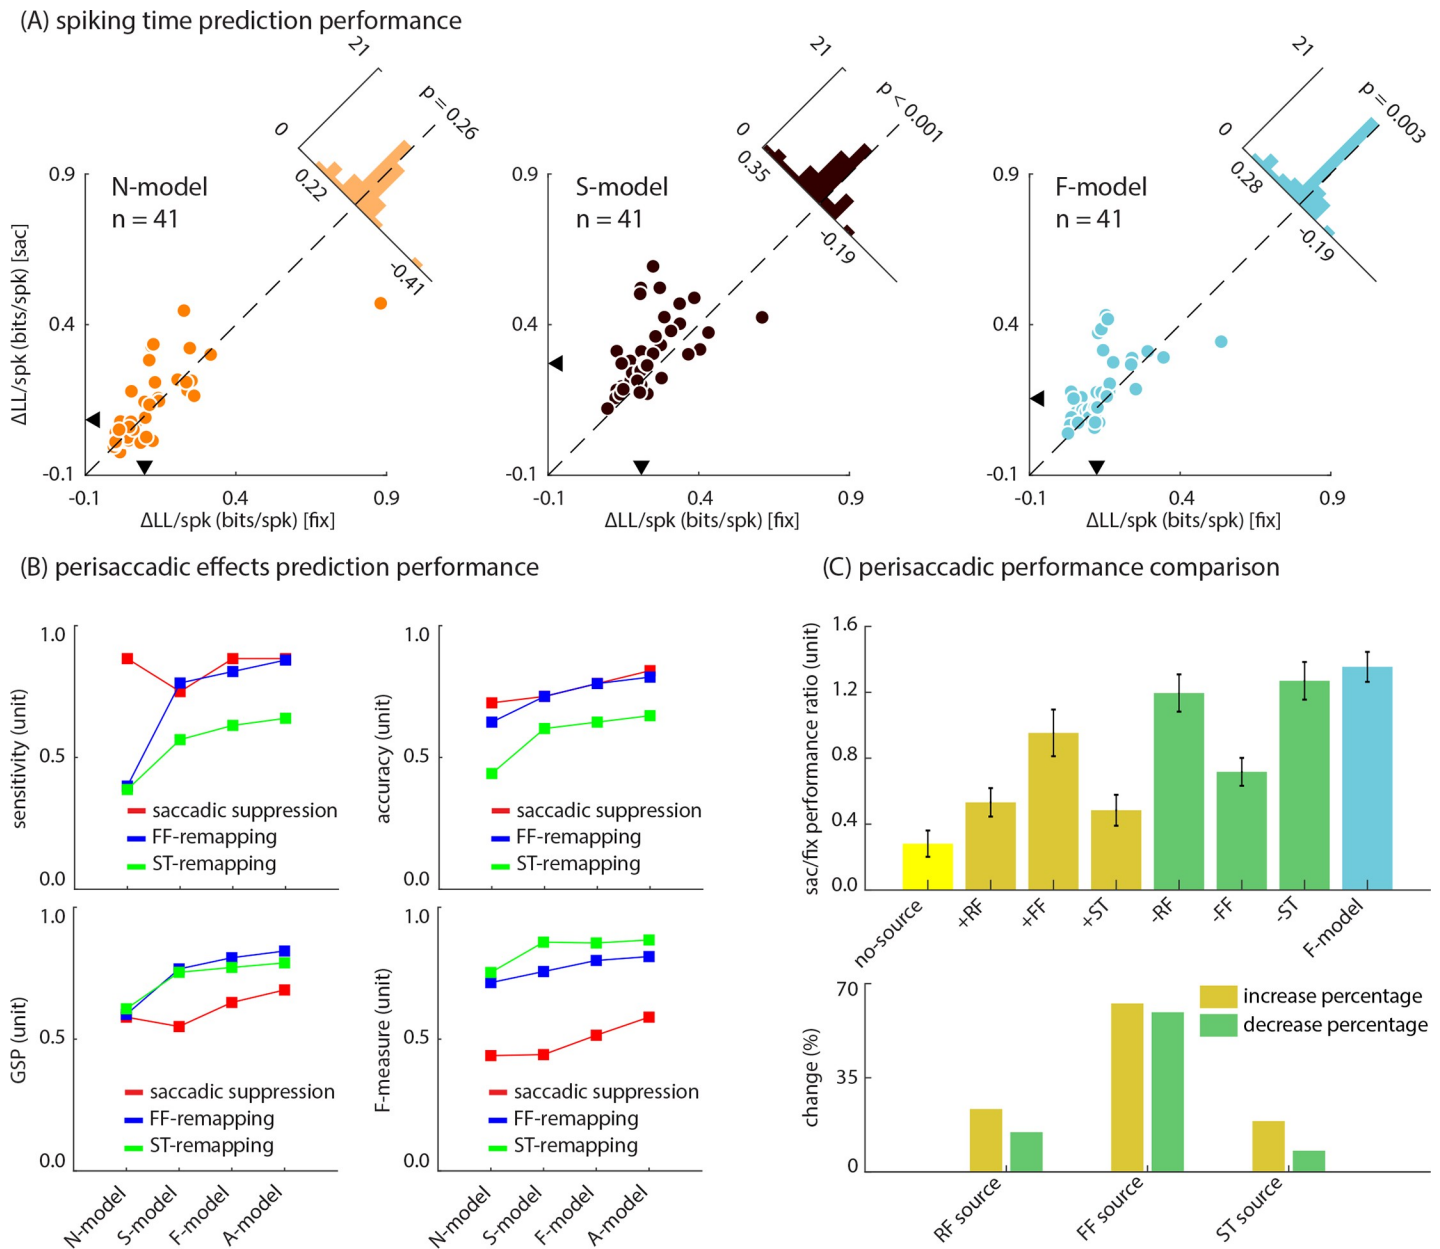 (A) spiking time prediction performance
21
0
p = 0.26
0.22
-0.41
N-model
n = 41
0.9
0.4
-0.1
-0.1
0.4
0.9
ΔLL/spk (bits/spk) [sac]
ΔLL/spk (bits/spk) [fix]
21
0
p < 0.001
0.35
-0.19
S-model
n = 41
0.9
0.4
-0.1
-0.1
0.4
0.9
ΔLL/spk (bits/spk) [fix]
21
0
p = 0.003
0.28
-0.19
F-model
n = 41
0.9
0.4
-0.1
-0.1
0.4
0.9
ΔLL/spk (bits/spk) [fix]
(B) perisaccadic effects prediction performance
1.0
0.5
0.0
sensitivity (unit)
saccadic suppression
FF-remapping
ST-remapping
1.0
0.5
0.0
accuracy (unit)
saccadic suppression
FF-remapping
ST-remapping
1.0
0.5
0.0
GSP (unit)
saccadic suppression
FF-remapping
ST-remapping
N-model
S-model
F-model
A-model
1.0
0.5
0.0
F-measure (unit)
saccadic suppression
FF-remapping
ST-remapping
N-model
S-model
F-model
A-model
(C) perisaccadic performance comparison
1.6
1.2
0.8
0.4
0.0
sac/fix performance ratio (unit)
no-source
+RF
+FF
+ST
-RF
-FF
-ST
F-model
70
35
0
change (%)
increase percentage
decrease percentage
RF source
FF source
ST source